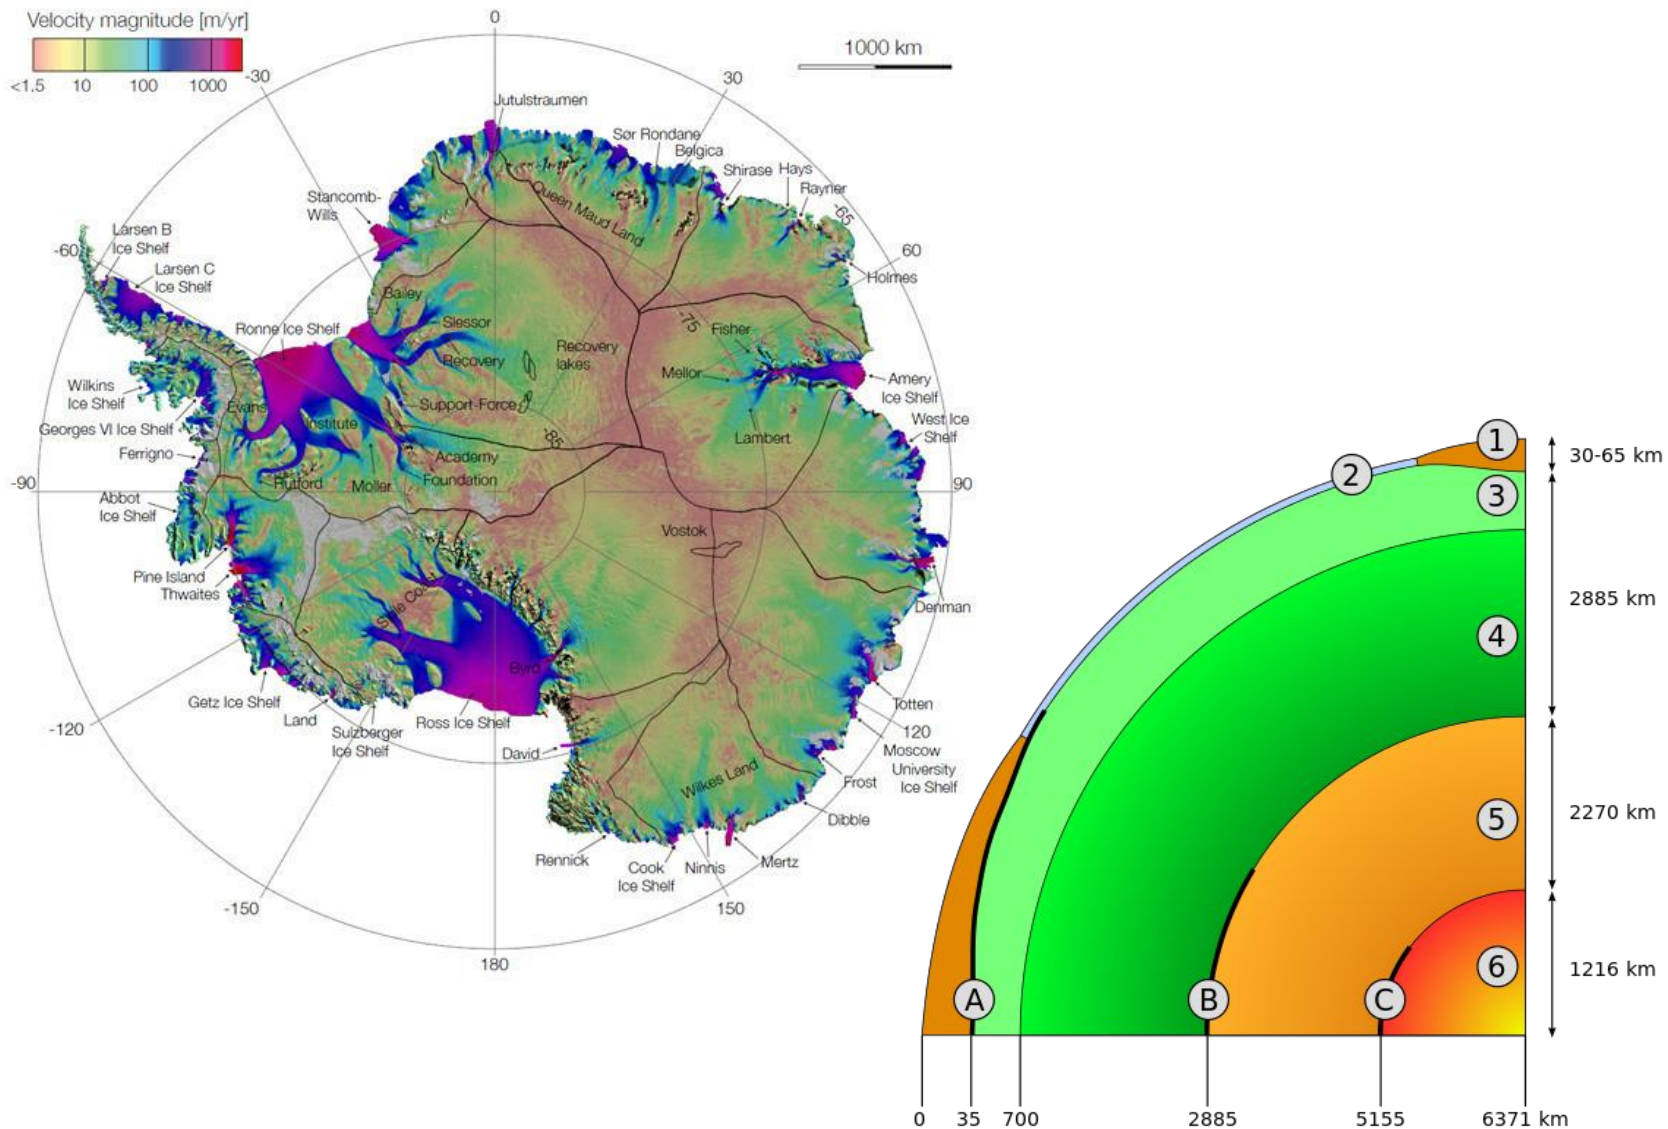 Velocity magnitude [m/yr]
<1.5 10 100 1000
0
1000 km
-30
30
Jutulstraumen
Sør Rondane
Belgica
Shirase
Hays
Rayner
-65
Stancomb-
Wills
Queen Maud Land
Larsen B
Ice Shelf
-60
60
Larsen C
Ice Shelf
Holmes
Bailey
Ronne Ice Shelf
Slessor
-75
Fisher
Recovery
Recovery
lakes
Mellor
Amery
Ice Shelf
Wilkins
Ice Shelf
Evans
Support-Force
West Ice
Shelf
Georges VI Ice Shelf
Institute
-85
Lambert
Ferrigno
Academy
Rutford
Moller
Foundation
-90
90
Abbot
Ice Shelf
Vostok
Pine Island
Thwaites
Siple Coast
Denman
Byrd
Getz Ice Shelf
Land
Ross Ice Shelf
Totten
-120
Sulzberger
Ice Shelf
David
120
Moscow
University
Ice Shelf
Wilkes Land
Frost
Dibble
Rennick
Cook
Ice Shelf
Ninnis
Mertz
-150
150
180
1
30-65 km
2
3
2885 km
4
2270 km
5
1216 km
6
A B C
0 35 700 2885 5155 6371 km